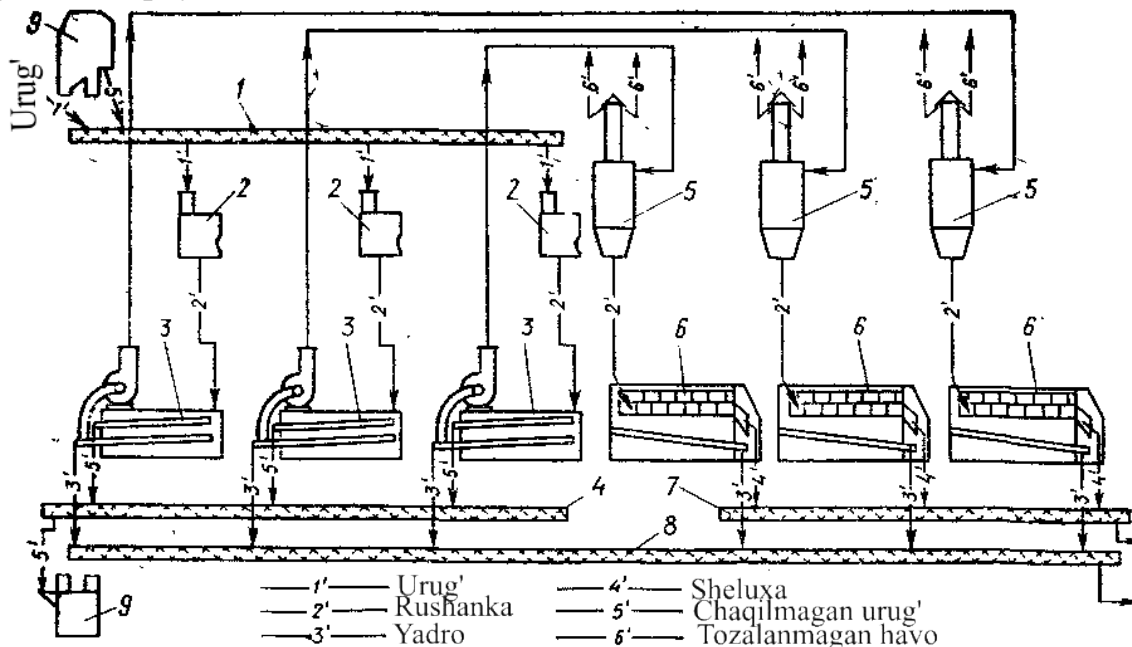 9
Urug'
1' 5'
1
6' 6' 6' 6' 6' 6'
1' 1' 1'
2 2 2 5 5 5
2' 2' 2' 2' 2' 2'
3 3 3 6 6 6
5' 5' 5'
3' 3' 3' 3' 4' 3' 4' 3' 4'
4 7
8
5'
9
1' Urug'
2' Rushanka
3' Yadro
4' Sheluxa
5' Chaqilmagan urug'
6' Tozalanmagan havo